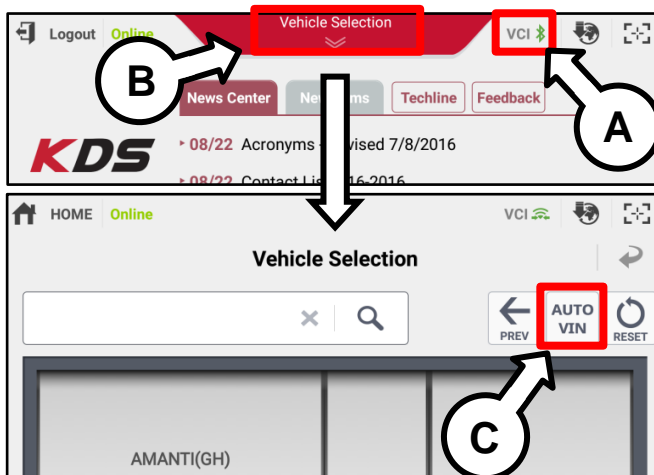 Logout Online Vehicle Selection VCI
B
A
News Center Techline Feedback
KDS
08/22 Acronyms - vised 7/8/2016
08/22 Contact Lis 16-2016
HOME Online VCI
Vehicle Selection
PREV AUTO VIN RESET
C
AMANTI(GH)